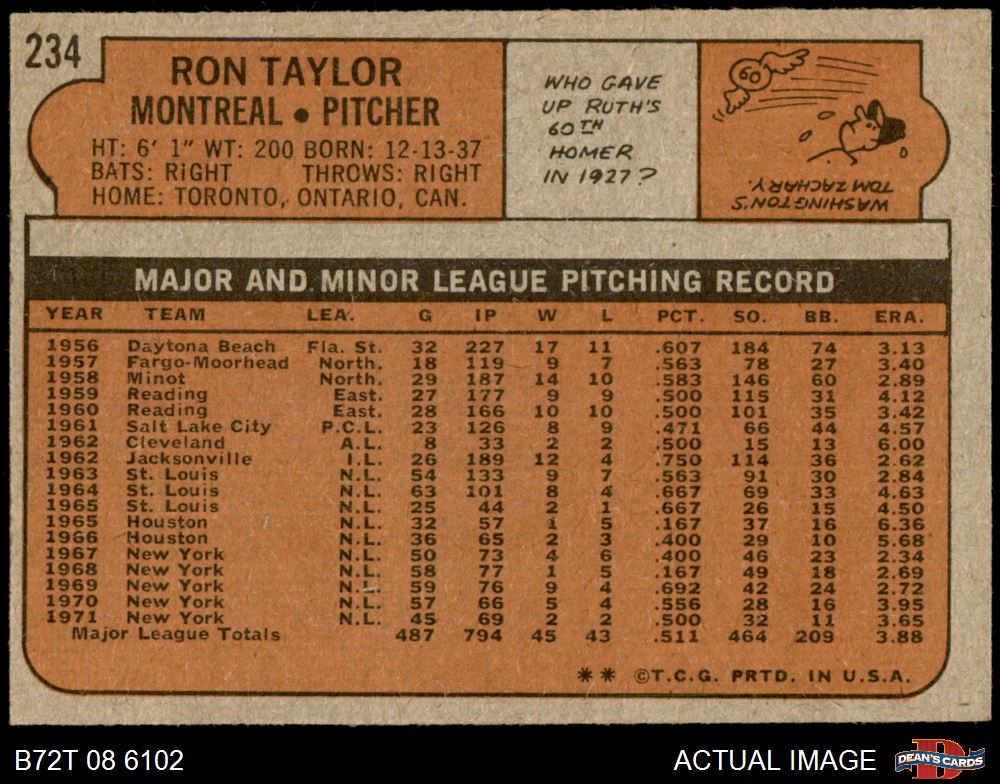 234
RON TAYLOR
MONTREAL • PITCHER
HT: 6' 1" WT: 200 BORN: 12-13-37
BATS: RIGHT THROWS: RIGHT
HOME: TORONTO, ONTARIO, CAN.
WHO GAVE
UP RUTH'S
60TH
HOMER
IN 1927?
60
WASHINGTON'S
TOM ZACHARY.
MAJOR AND MINOR LEAGUE PITCHING RECORD
YEAR TEAM LEA. G IP W L PCT. SO. BB. ERA.
1956 Daytona Beach Fla. St. 32 227 17 11 .607 184 74 3.13
1957 Fargo-Moorhead North. 18 119 9 7 .563 78 27 3.40
1958 Minot North. 29 187 14 10 .583 146 60 2.89
1959 Reading East. 27 177 9 9 .500 115 31 4.12
1960 Reading East. 28 166 10 10 .500 101 35 3.42
1961 Salt Lake City P.C.L. 23 126 8 9 .471 66 44 4.57
1962 Cleveland A.L. 8 33 2 2 .500 15 13 6.00
1962 Jacksonville I.L. 26 189 12 4 .750 114 36 2.62
1963 St. Louis N.L. 54 133 9 7 .563 91 30 2.84
1964 St. Louis N.L. 63 101 8 4 .667 69 33 4.63
1965 St. Louis N.L. 25 44 2 1 .667 26 15 4.50
1965 Houston N.L. 32 57 1 5 .167 37 16 6.36
1966 Houston N.L. 36 65 2 3 .400 29 10 5.68
1967 New York N.L. 50 73 4 6 .400 46 23 2.34
1968 New York N.L. 58 77 1 5 .167 49 18 2.69
1969 New York N.L. 59 76 9 4 .692 42 24 2.72
1970 New York N.L. 57 66 5 4 .556 28 16 3.95
1971 New York N.L. 45 69 2 2 .500 32 11 3.65
Major League Totals 487 794 45 43 .511 464 209 3.88
** ©T.C.G. PRTD. IN U.S.A.
B72T 08 6102
ACTUAL IMAGE
D
DEAN'S CARDS